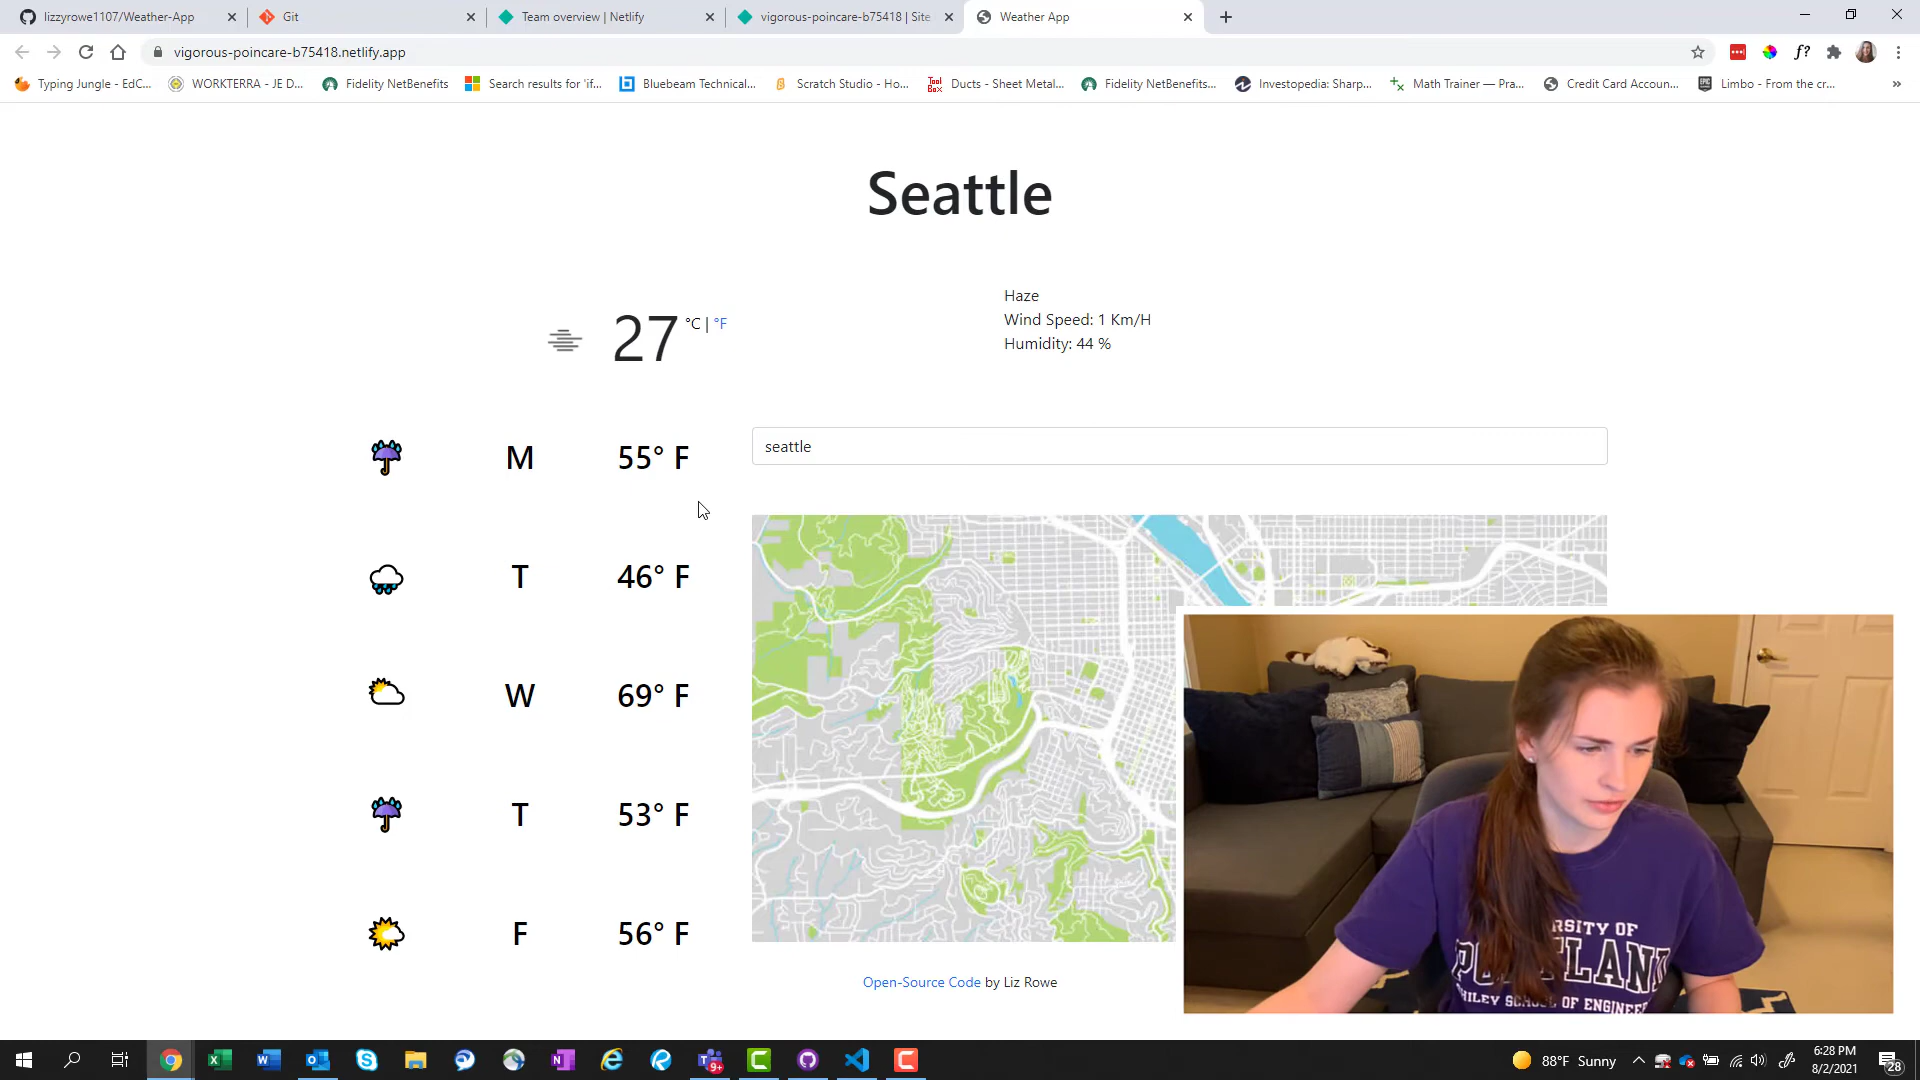 lizzyrowe1107/Weather-App
Git
Team overview | Netlify
vigorous-poincare-b75418 | Site
Weather App
vigorous-poincare-b75418.netlify.app
f?
Typing Jungle - EdC...
WORKTERRA - JE D...
Fidelity NetBenefits
Search results for 'if...
Bluebeam Technical...
Scratch Studio - Ho...
Ducts - Sheet Metal...
Fidelity NetBenefits...
Investopedia: Sharp...
Math Trainer — Pra...
Credit Card Accoun...
Limbo - From the cr...
»
Seattle
27 °C | °F
Haze
Wind Speed: 1 Km/H
Humidity: 44 %
M 55° F
seattle
T 46° F
W 69° F
T 53° F
F 56° F
Open-Source Code by Liz Rowe
88°F Sunny
6:28 PM
8/2/2021
28
9+